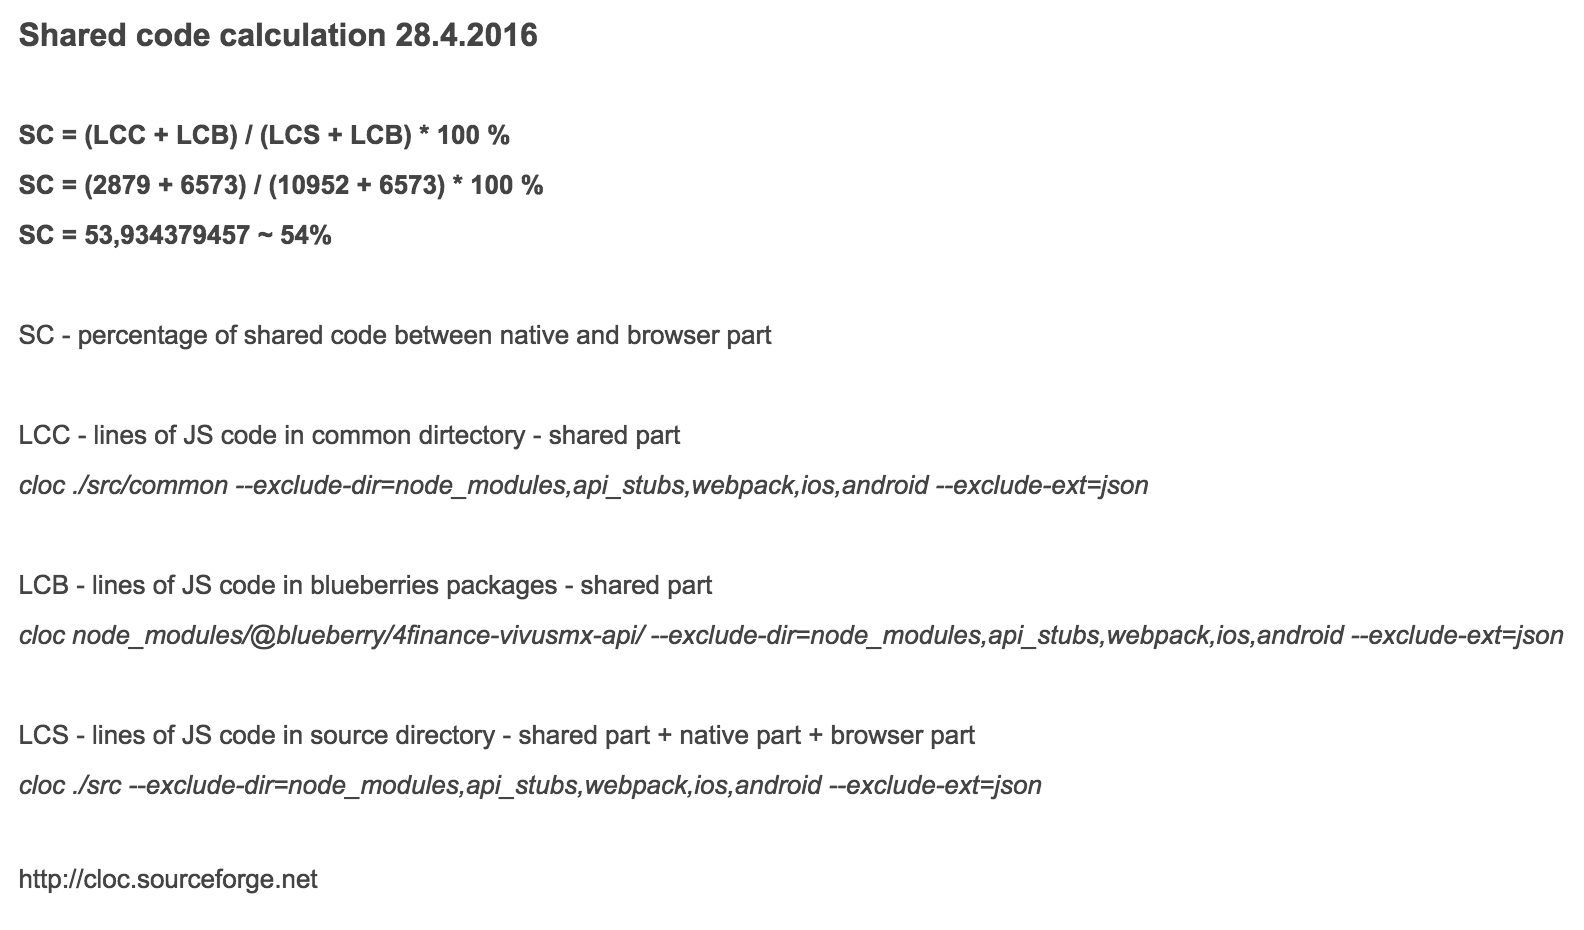 Shared code calculation 28.4.2016
SC = (LCC + LCB) / (LCS + LCB) * 100 %
SC = (2879 + 6573) / (10952 + 6573) * 100 %
SC = 53,934379457 ~ 54%
SC - percentage of shared code between native and browser part
LCC - lines of JS code in common dirtectory - shared part
cloc ./src/common --exclude-dir=node_modules,api_stubs,webpack,ios,android --exclude-ext=json
LCB - lines of JS code in blueberries packages - shared part
cloc node_modules/@blueberry/4finance-vivusmx-api/ --exclude-dir=node_modules,api_stubs,webpack,ios,android --exclude-ext=json
LCS - lines of JS code in source directory - shared part + native part + browser part
cloc ./src --exclude-dir=node_modules,api_stubs,webpack,ios,android --exclude-ext=json
http://cloc.sourceforge.net